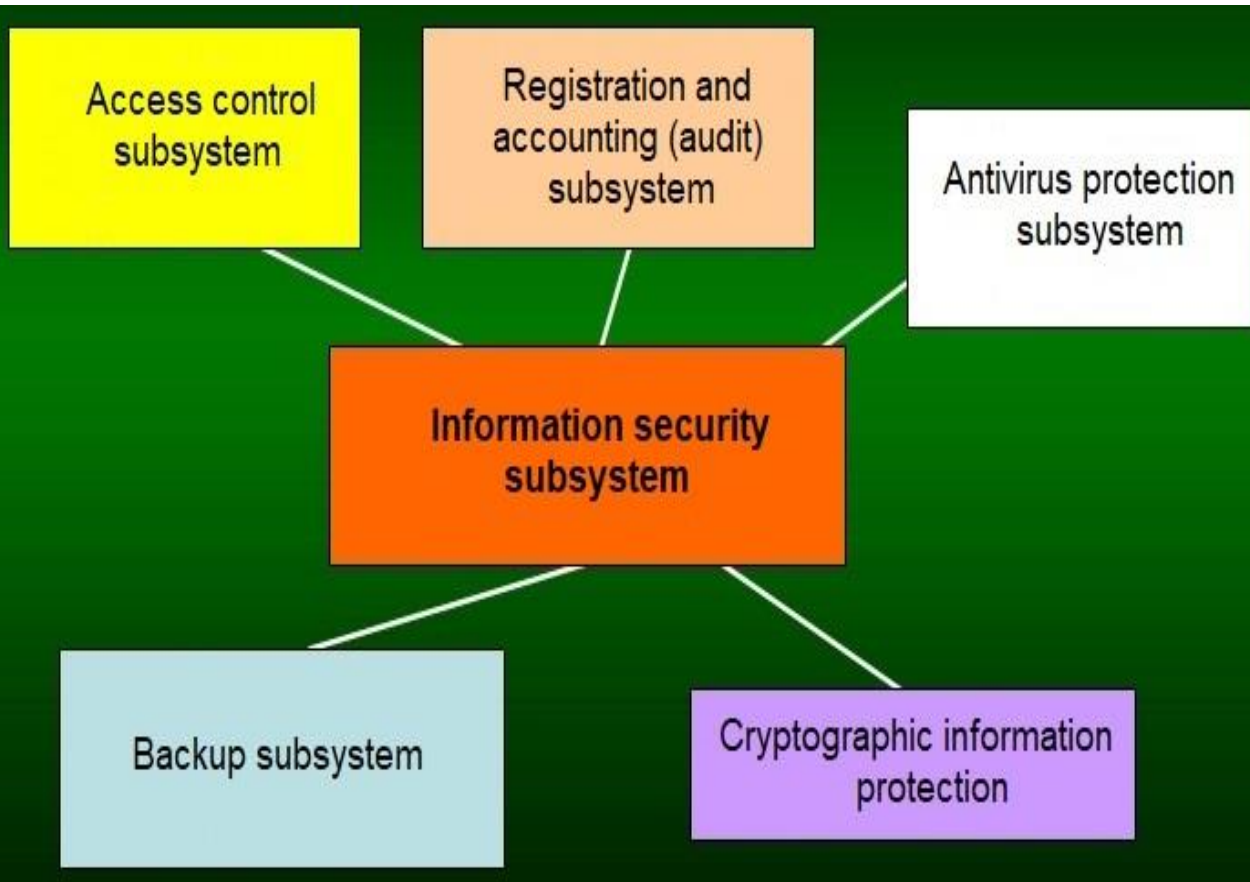 Access control
subsystem
Registration and
accounting (audit)
subsystem
Antivirus protection
subsystem
Information security
subsystem
Backup subsystem
Cryptographic information
protection